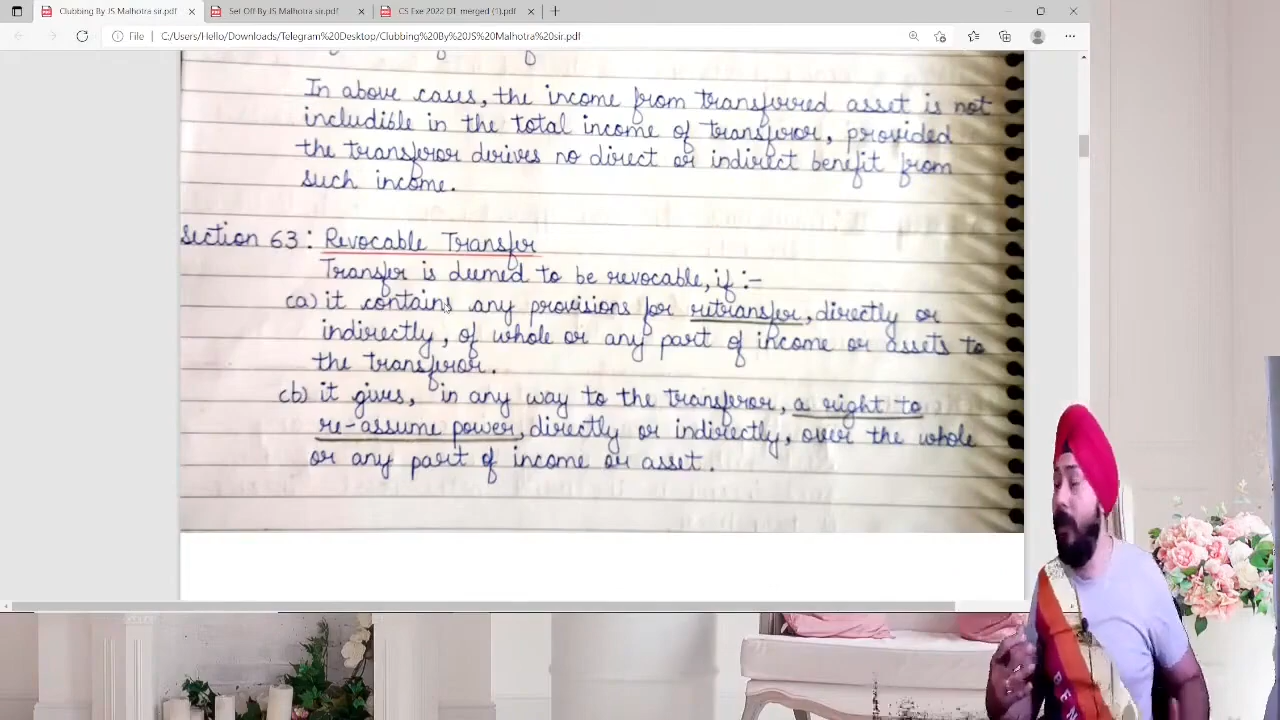 Clubbing By JS Malhotra sir.pdf
Set Off By JS Malhotra sir.pdf
CS Exe 2022 DT_merged (1).pdf
File
C:/Users/Hello/Downloads/Telegram%20Desktop/Clubbing%20By%20JS%20Malhotra%20sir.pdf
In above cases, the income from transferred asset is not
includible in the total income of transferor, provided
the transferor derives no direct or indirect benefit from
such income.
Section 63: Revocable Transfer
Transfer is deemed to be revocable, if :-
(a) it contains any provisions for retransfer, directly or
indirectly, of whole or any part of income or assets to
the transferor.
(b) it gives, in any way to the transferor, a right to
re-assume power, directly or indirectly, over the whole
or any part of income or asset.